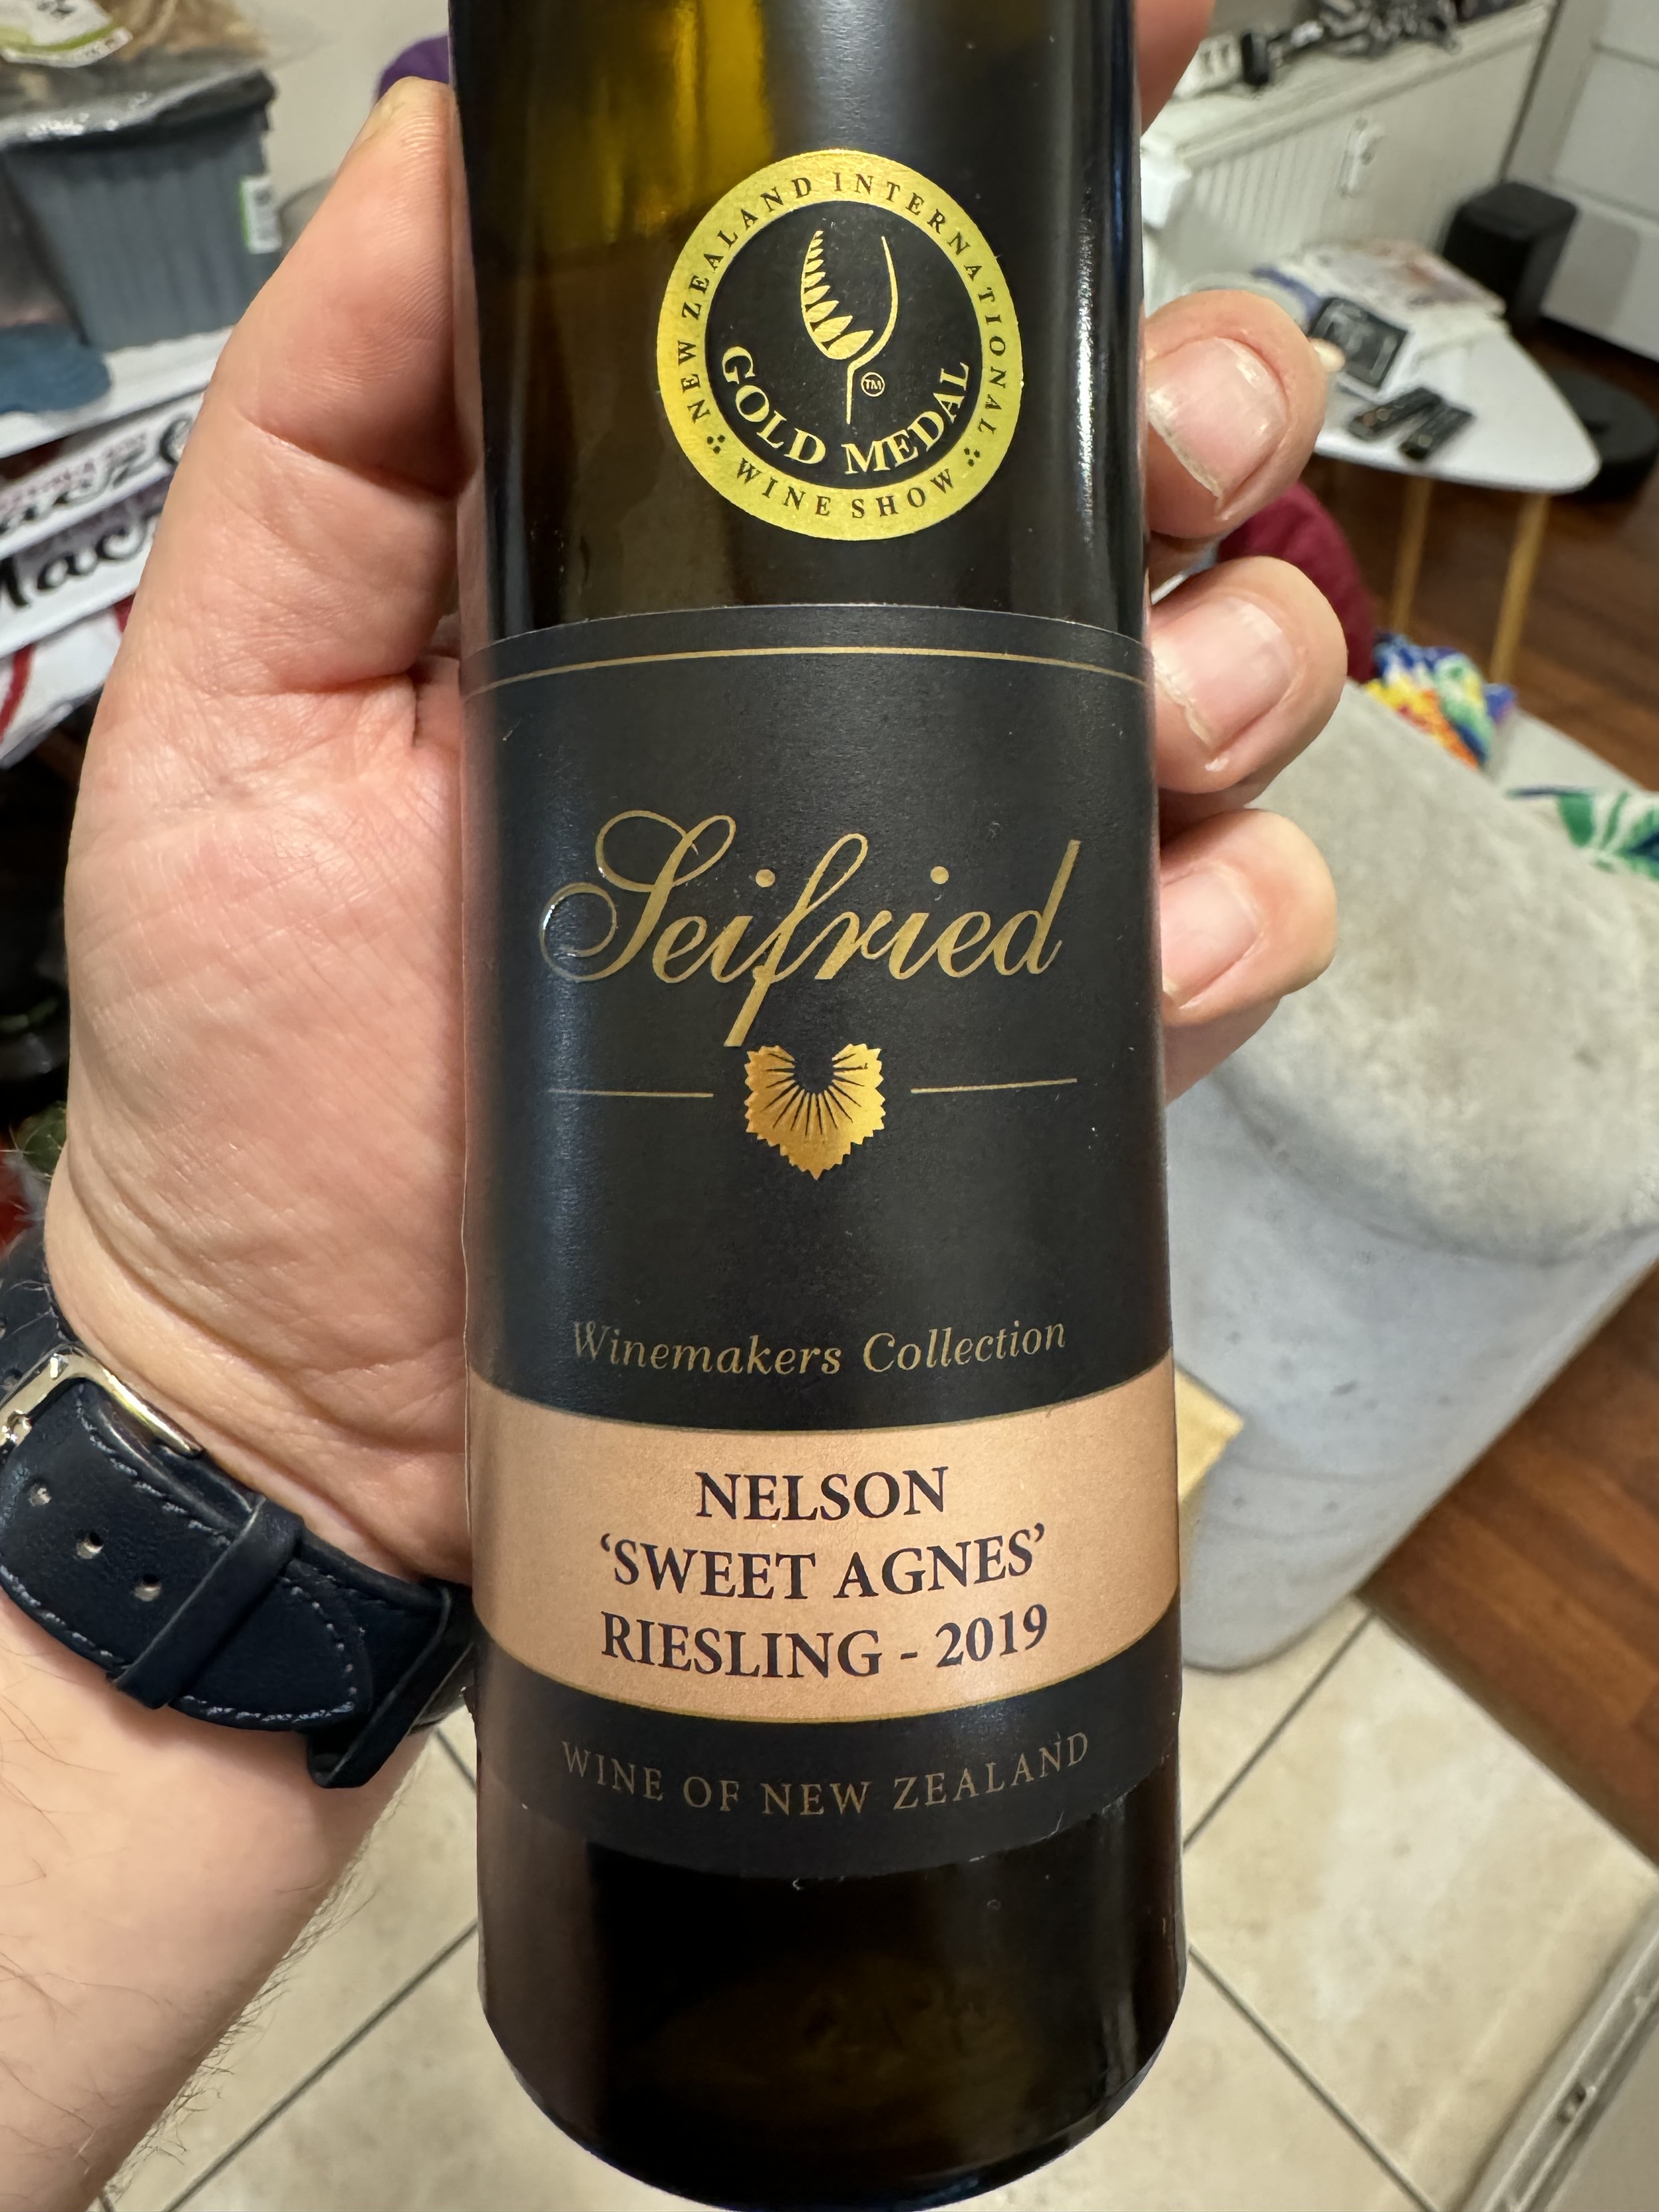 NEW ZEALAND INTERNATIONAL
GOLD MEDAL
TM
WINE SHOW
Seifried
Winemakers Collection
NELSON
‘SWEET AGNES’
RIESLING - 2019
WINE OF NEW ZEALAND